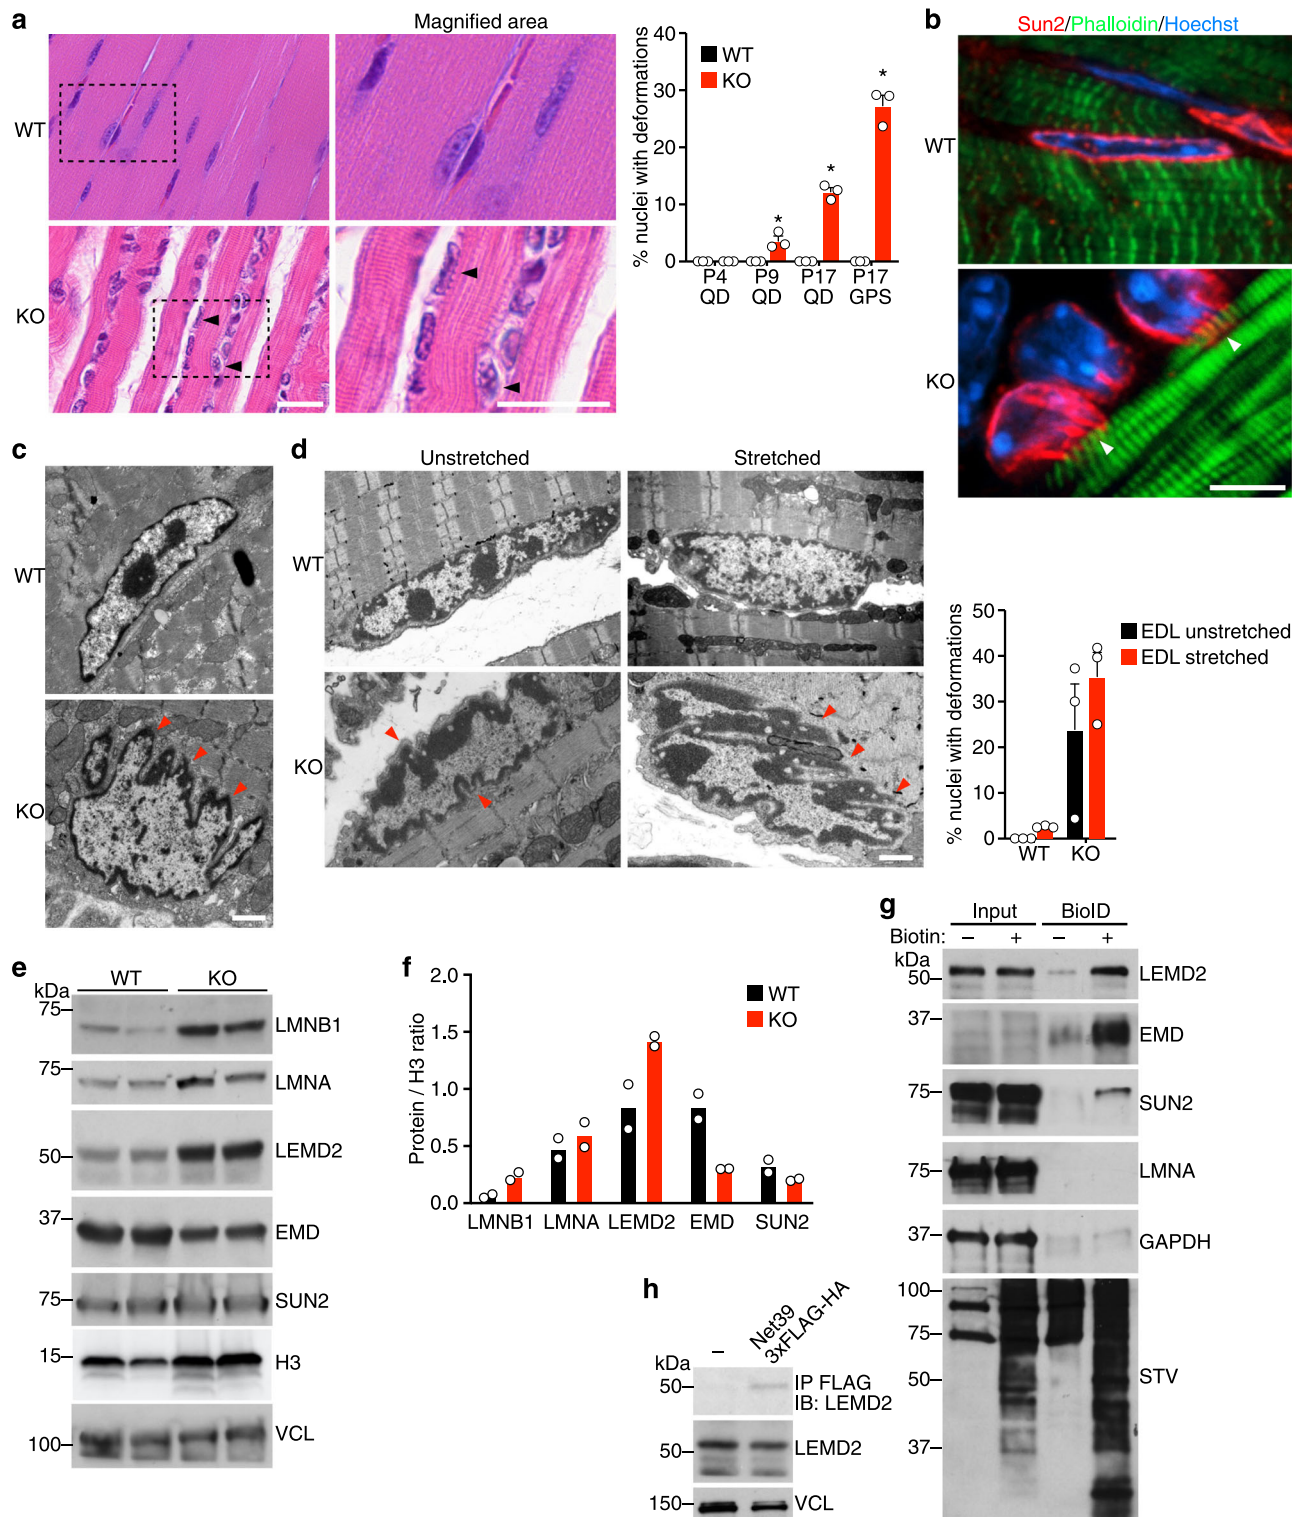 a
Magnified area
WT
KO
% nuclei with deformations
40
30
20
10
0
WT
KO
*
*
*
P4 P9 P17 P17
QD QD QD GPS
b
Sun2/Phalloidin/Hoechst
WT
KO
c
WT
KO
d
Unstretched Stretched
WT
KO
% nuclei with deformations
50
40
30
20
10
0
EDL unstretched
EDL stretched
WT KO
e
WT KO
kDa
75
LMNB1
75
LMNA
LEMD2
50
37
EMD
75
SUN2
15
H3
VCL
100
f
Protein / H3 ratio
2.0
1.5
1.0
0.5
0.0
WT
KO
LMNB1 LMNA LEMD2 EMD SUN2
g
Input BioID
Biotin: – + – +
kDa
50
LEMD2
37
EMD
75
SUN2
75
LMNA
37
GAPDH
100
75
50
37
STV
h
– Net39
3xFLAG-HA
kDa
50
IP FLAG
IB: LEMD2
50
LEMD2
150
VCL